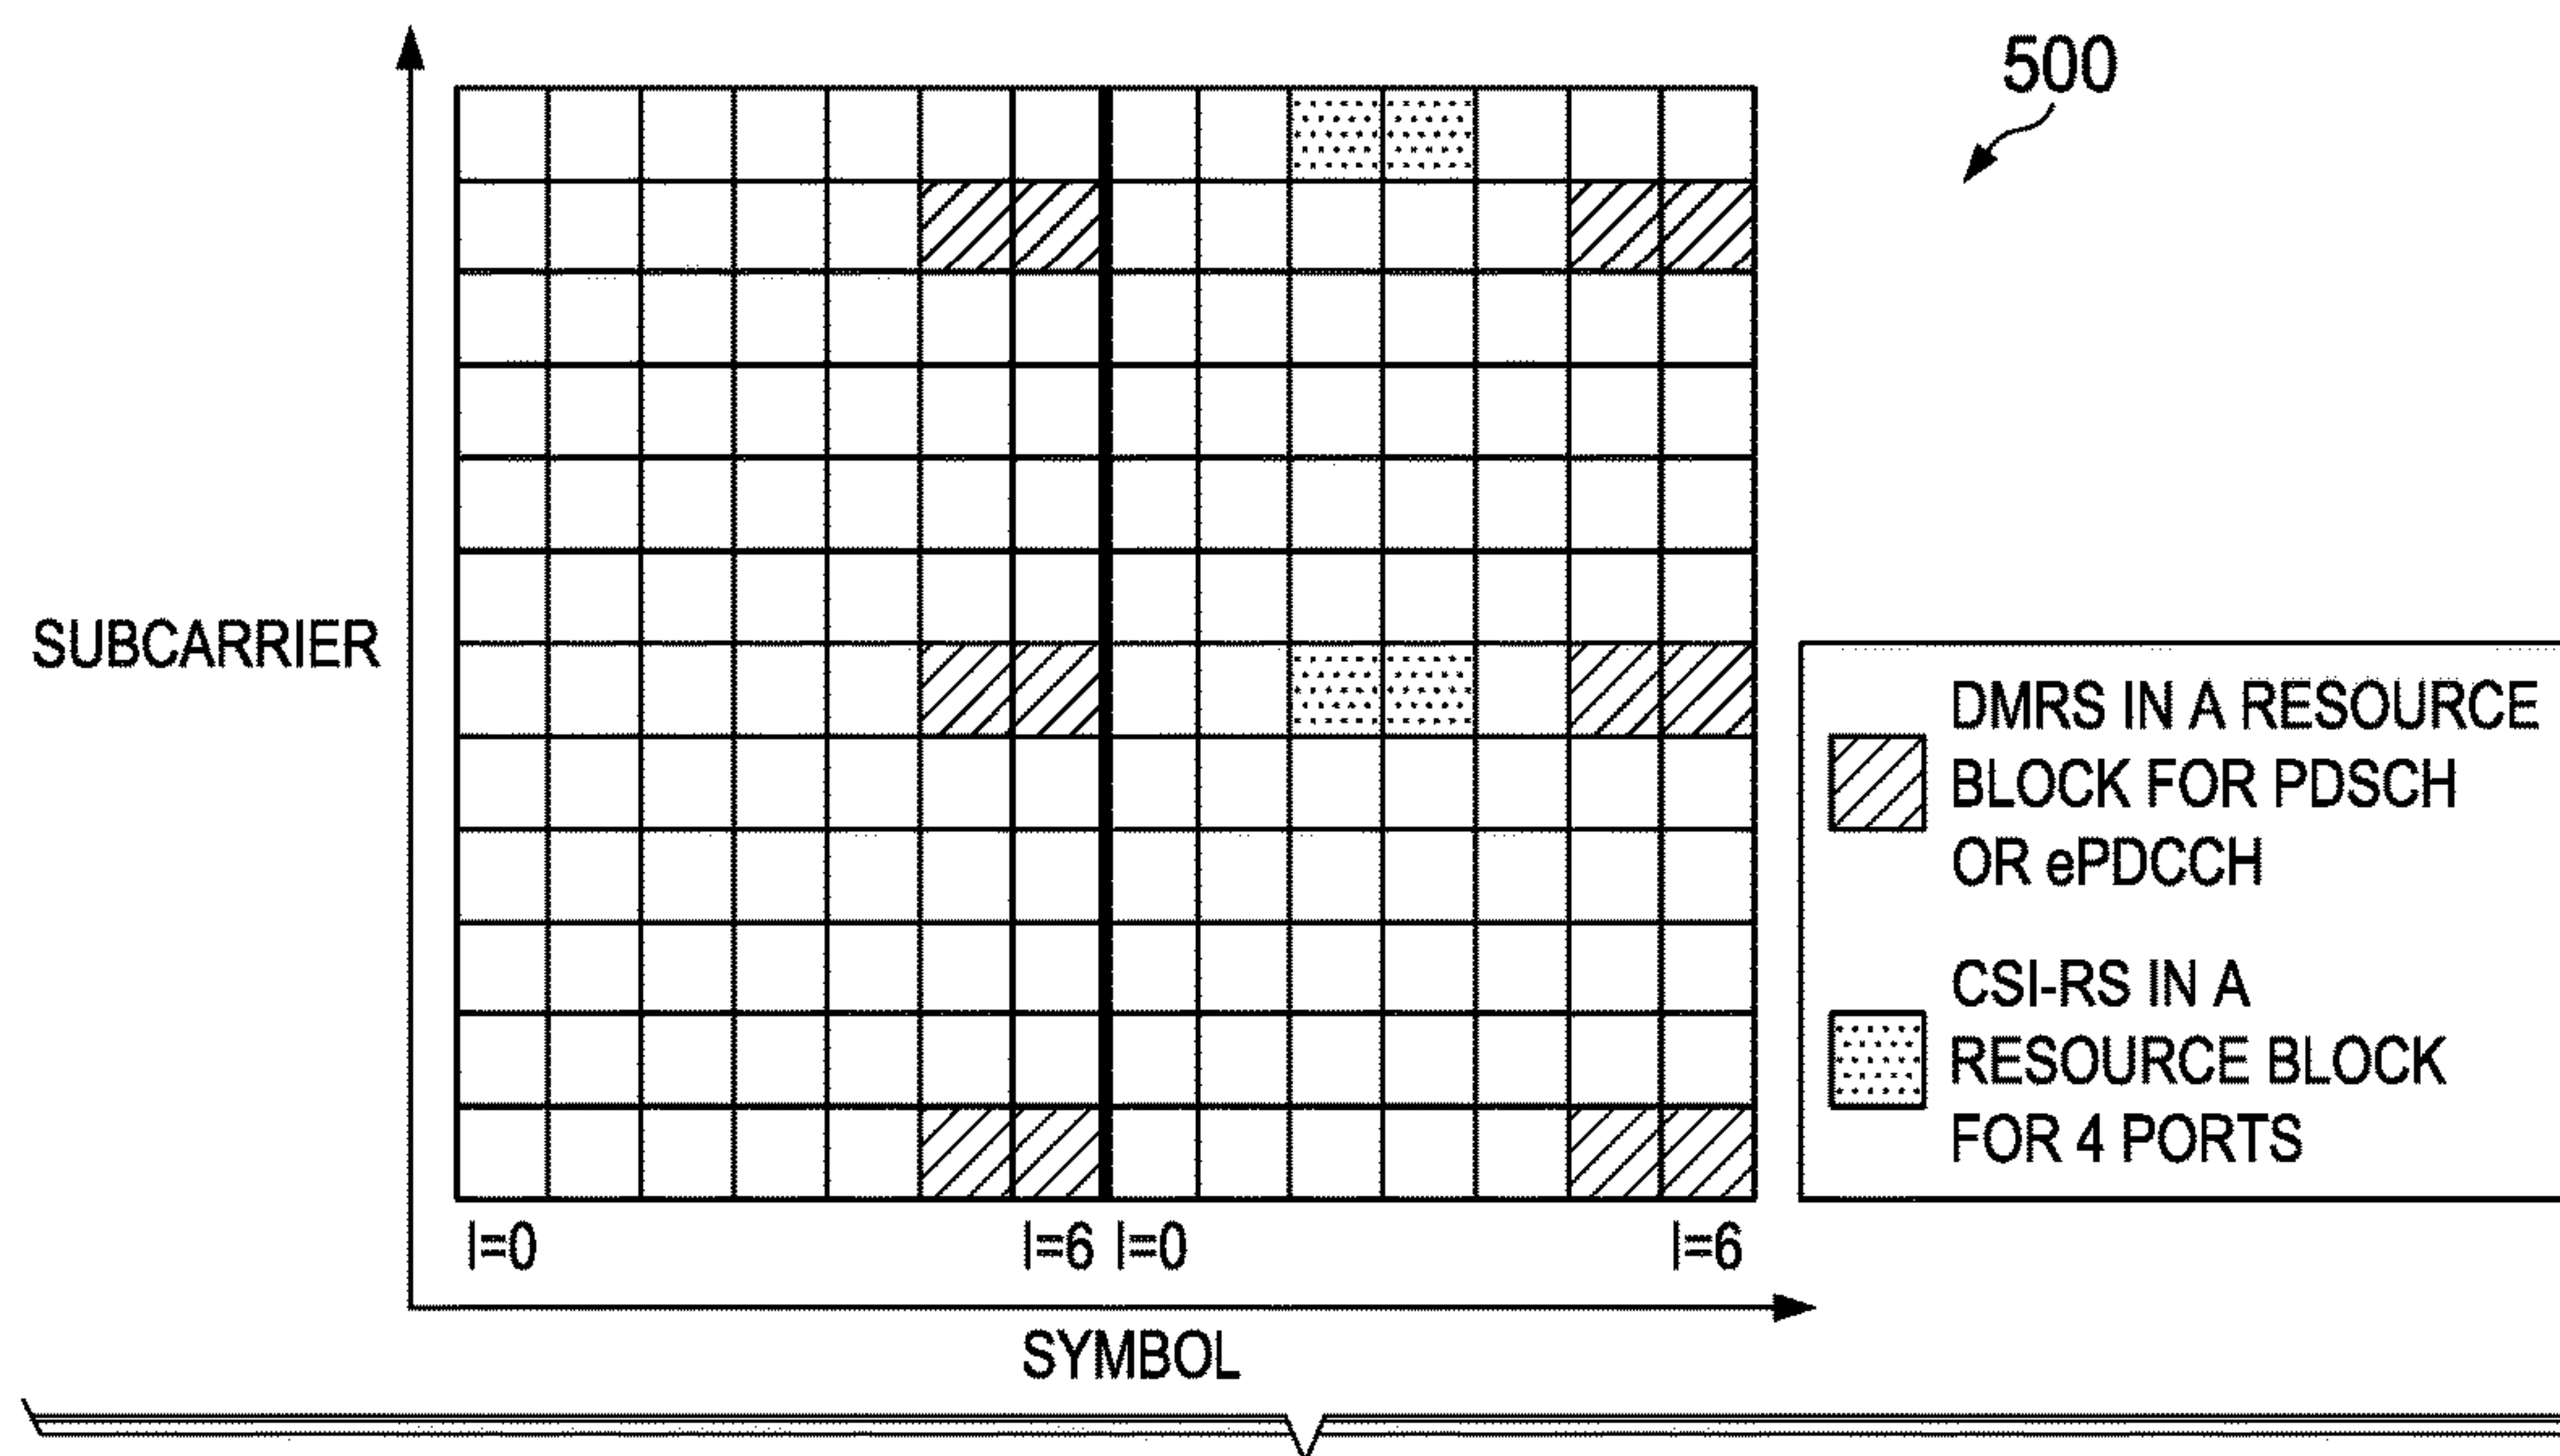 500
SUBCARRIER
DMRS IN A RESOURCE
BLOCK FOR PDSCH
OR ePDCCH
CSI-RS IN A
RESOURCE BLOCK
FOR 4 PORTS
l=0 l=6 l=0 l=6
SYMBOL